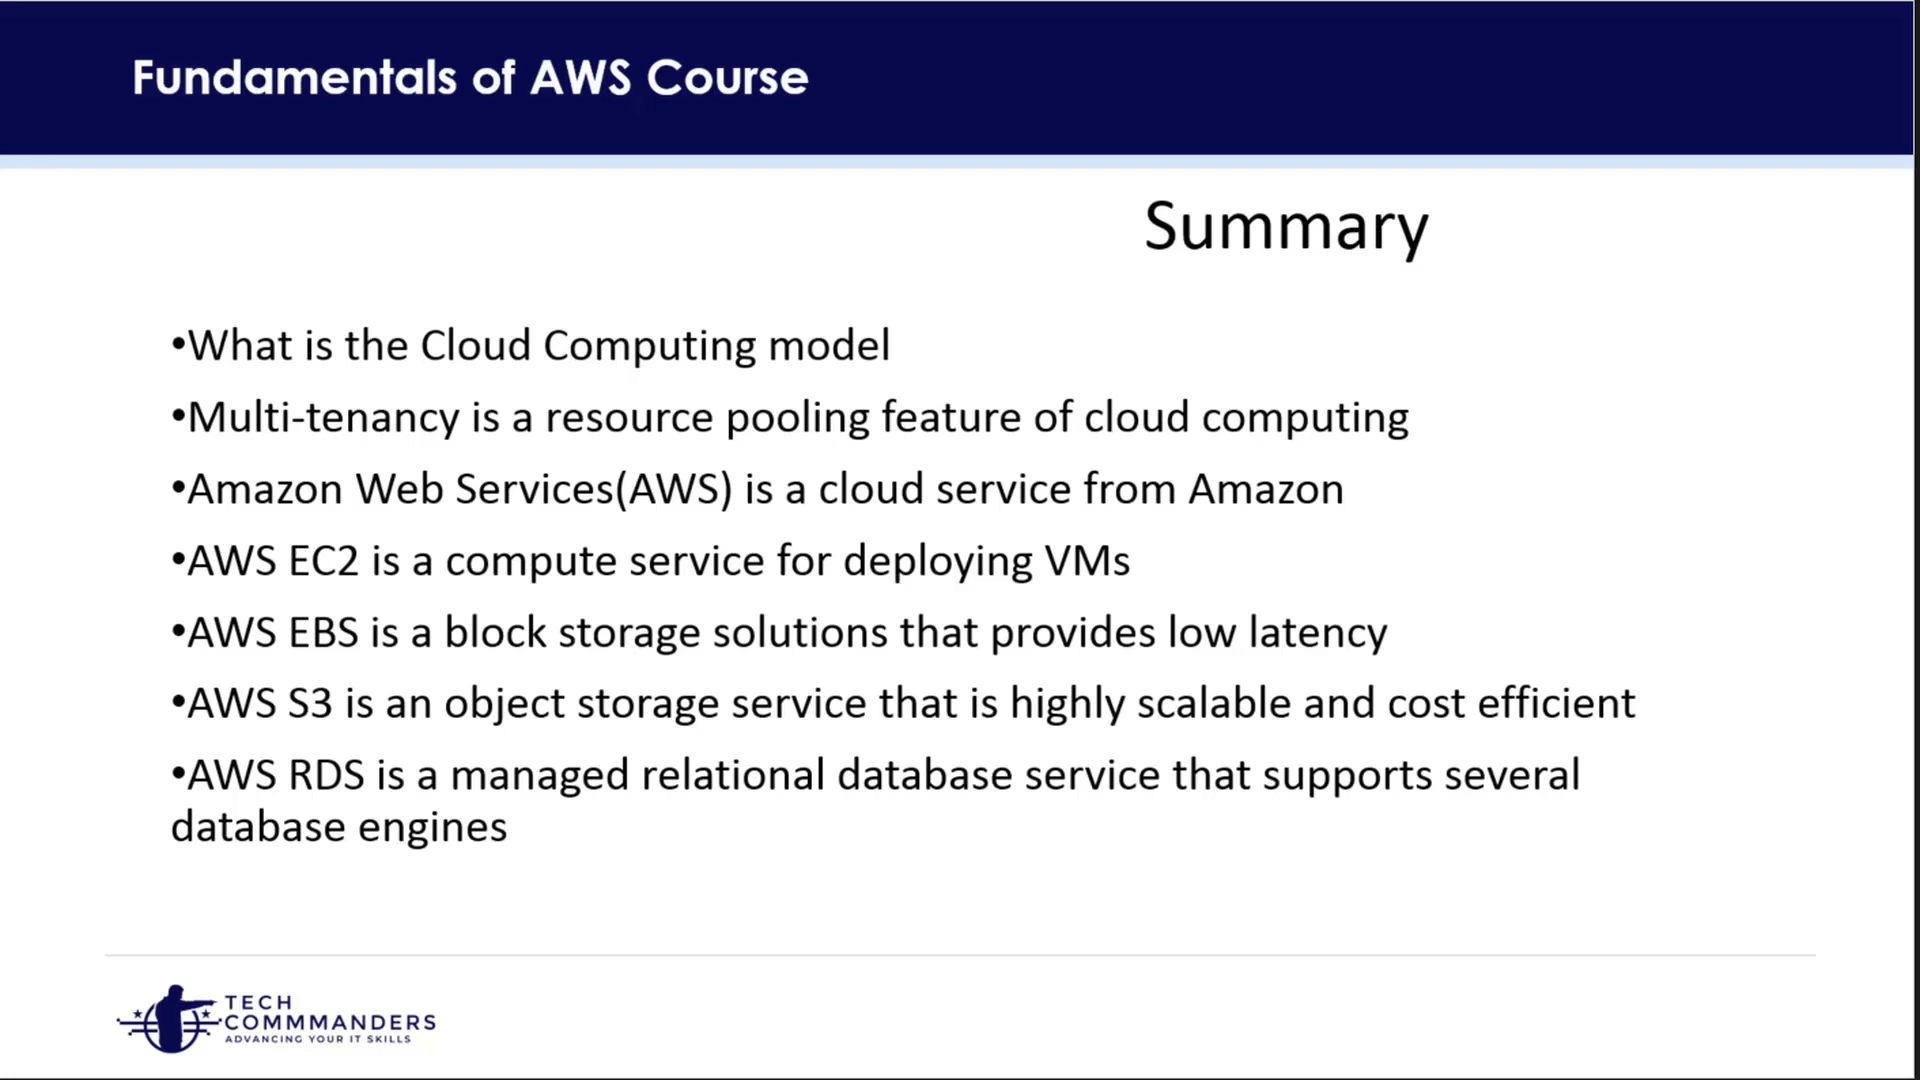 Fundamentals of AWS Course
Summary
•What is the Cloud Computing model
•Multi-tenancy is a resource pooling feature of cloud computing
•Amazon Web Services(AWS) is a cloud service from Amazon
•AWS EC2 is a compute service for deploying VMs
•AWS EBS is a block storage solutions that provides low latency
•AWS S3 is an object storage service that is highly scalable and cost efficient
•AWS RDS is a managed relational database service that supports several
database engines
TECH
COMMMANDERS
ADVANCING YOUR IT SKILLS